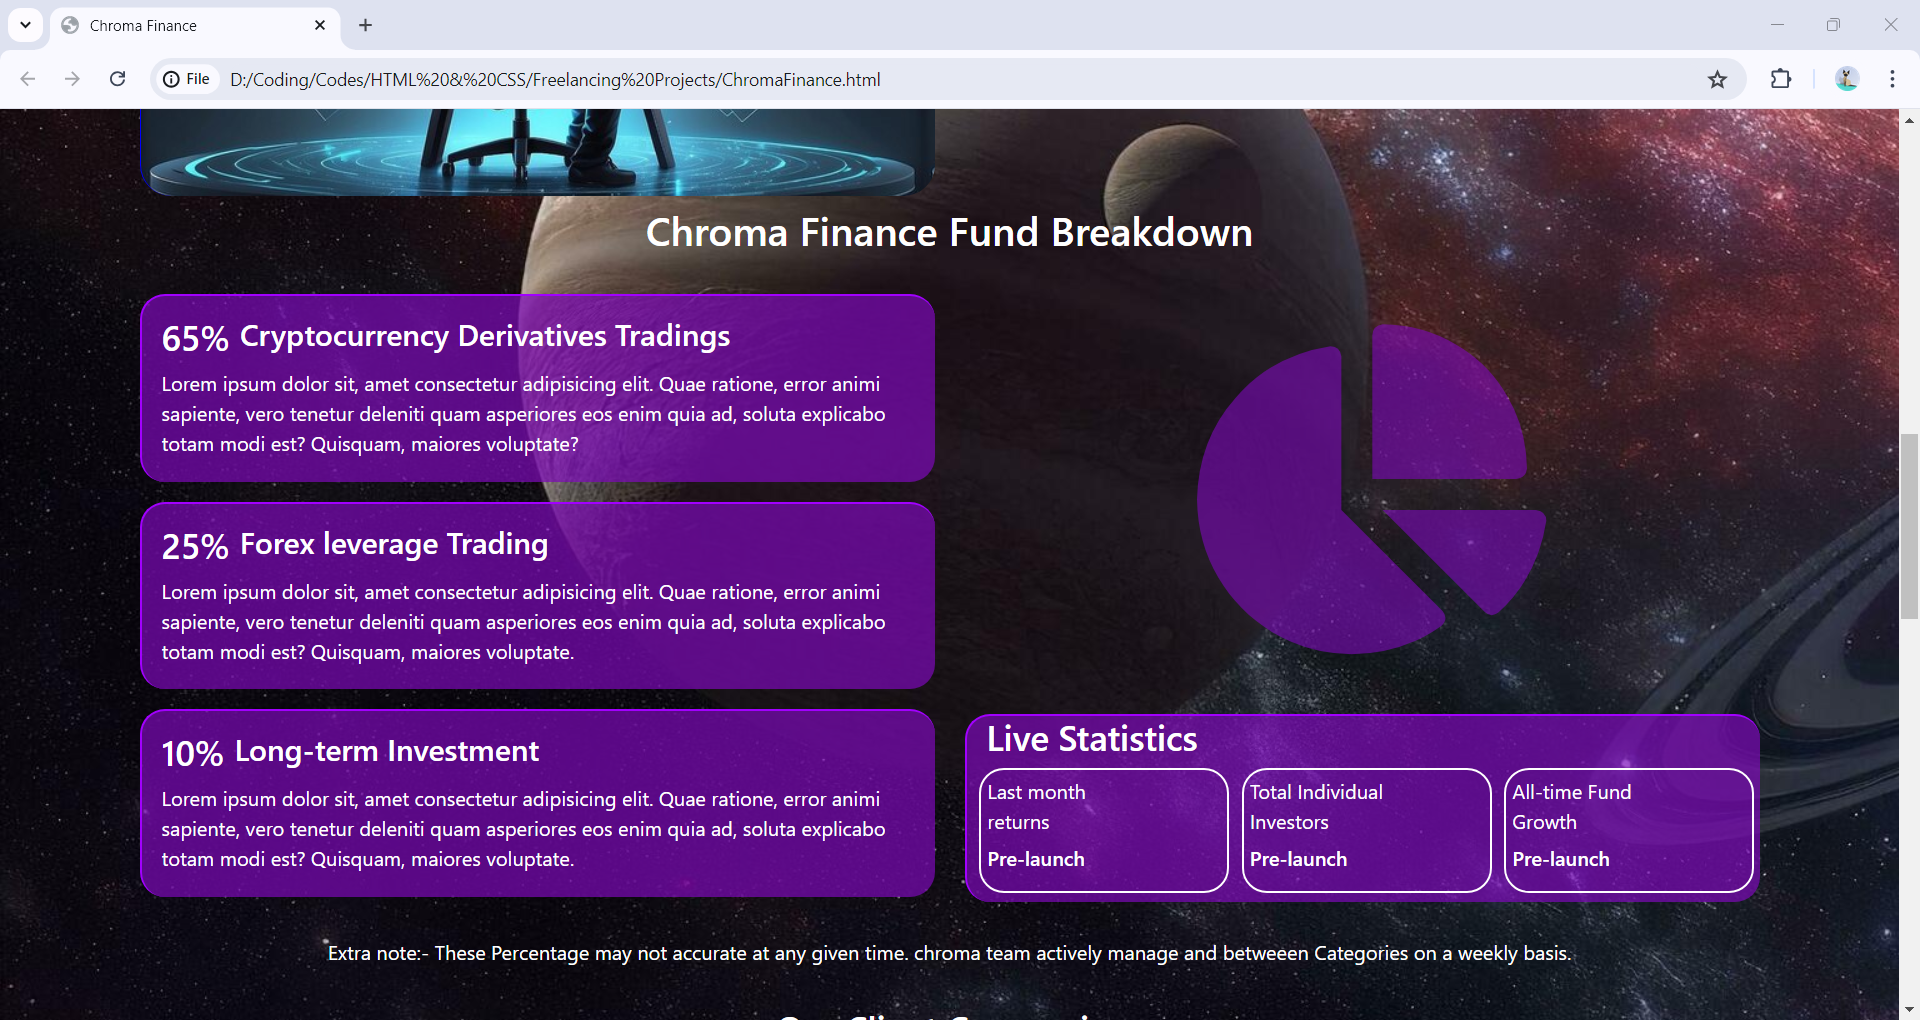 Chroma Finance
File
D:/Coding/Codes/HTML%20&%20CSS/Freelancing%20Projects/ChromaFinance.html
Chroma Finance Fund Breakdown
65% Cryptocurrency Derivatives Tradings
Lorem ipsum dolor sit, amet consectetur adipisicing elit. Quae ratione, error animi
sapiente, vero tenetur deleniti quam asperiores eos enim quia ad, soluta explicabo
totam modi est? Quisquam, maiores voluptate?
25% Forex leverage Trading
Lorem ipsum dolor sit, amet consectetur adipisicing elit. Quae ratione, error animi
sapiente, vero tenetur deleniti quam asperiores eos enim quia ad, soluta explicabo
totam modi est? Quisquam, maiores voluptate.
10% Long-term Investment
Lorem ipsum dolor sit, amet consectetur adipisicing elit. Quae ratione, error animi
sapiente, vero tenetur deleniti quam asperiores eos enim quia ad, soluta explicabo
totam modi est? Quisquam, maiores voluptate.
Live Statistics
Last month
returns
Pre-launch
Total Individual
Investors
Pre-launch
All-time Fund
Growth
Pre-launch
Extra note:- These Percentage may not accurate at any given time. chroma team actively manage and betweeen Categories on a weekly basis.